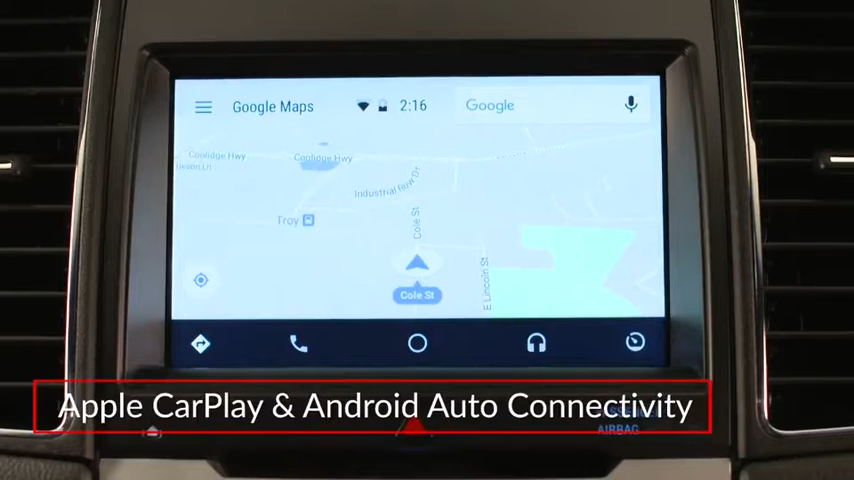 Google Maps
2:16
Google
Coolidge Hwy
Coolidge Hwy
Industrial Row Dr
Cole St
Troy
E Lincoln St
Cole St
Apple CarPlay & Android Auto Connectivity
PASSENGER
AIRBAG